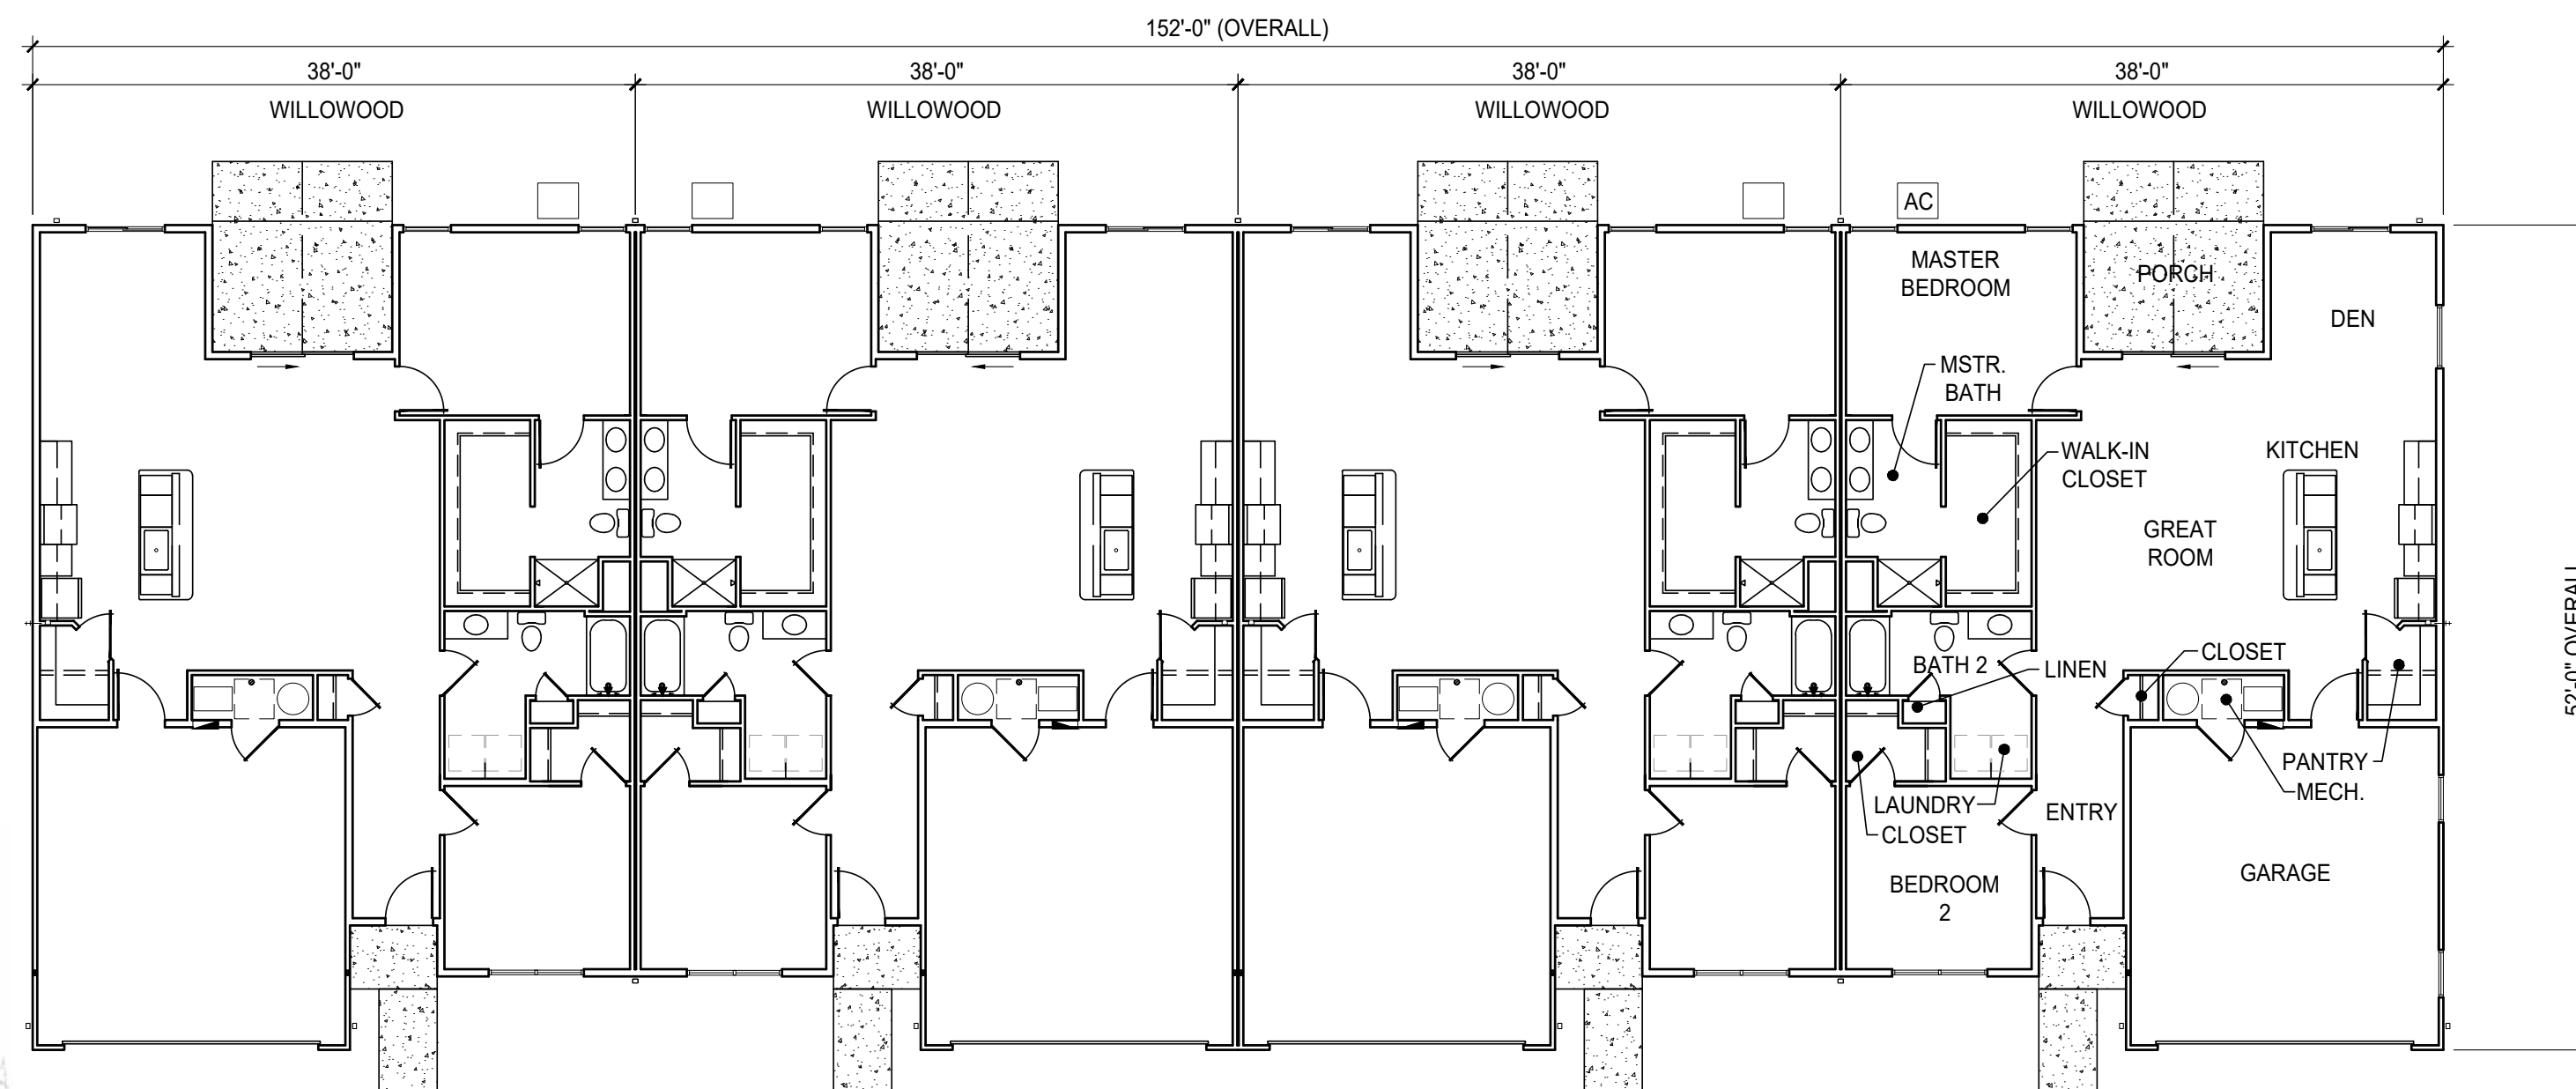 152'-0" (OVERALL)
38'-0"
38'-0"
38'-0"
38'-0"
WILLOWOOD
WILLOWOOD
WILLOWOOD
WILLOWOOD
AC
MASTER
BEDROOM
PORCH
DEN
MSTR.
BATH
WALK-IN
CLOSET
KITCHEN
GREAT
ROOM
52'-0" OVERALL
BATH 2
LINEN
CLOSET
PANTRY
MECH.
LAUNDRY
CLOSET
ENTRY
BEDROOM
2
GARAGE